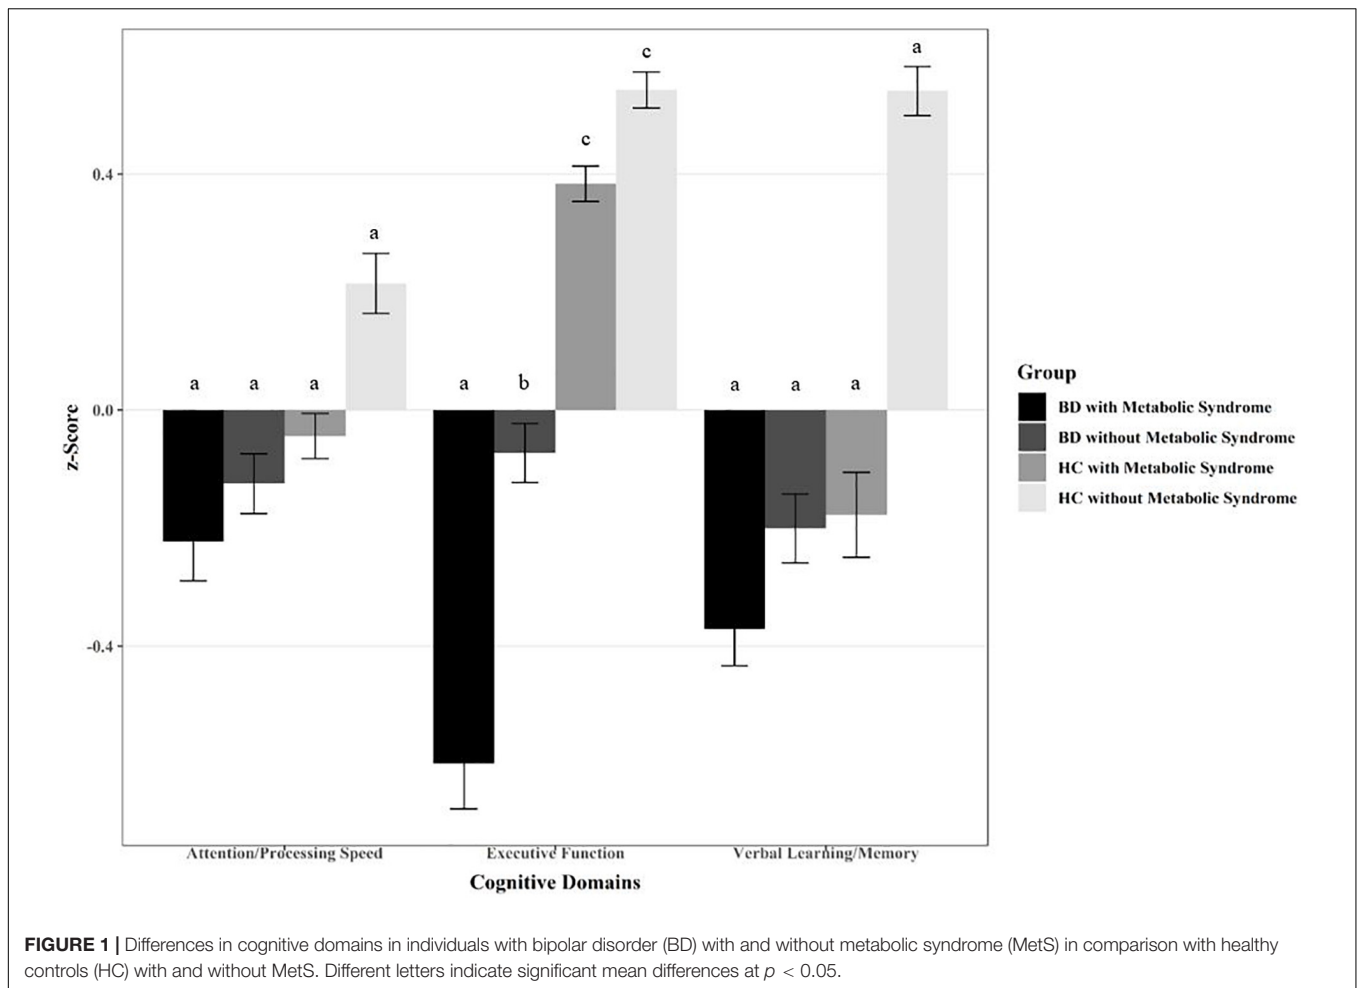 c
a
c
0.4
a
a
a
a
a
b
a
a
a
0.0
z-Score
-0.4
Attention/Processing Speed
Executive Function
Verbal Learning/Memory
Cognitive Domains
Group
BD with Metabolic Syndrome
BD without Metabolic Syndrome
HC with Metabolic Syndrome
HC without Metabolic Syndrome
FIGURE 1 | Differences in cognitive domains in individuals with bipolar disorder (BD) with and without metabolic syndrome (MetS) in comparison with healthy
controls (HC) with and without MetS. Different letters indicate significant mean differences at p < 0.05.